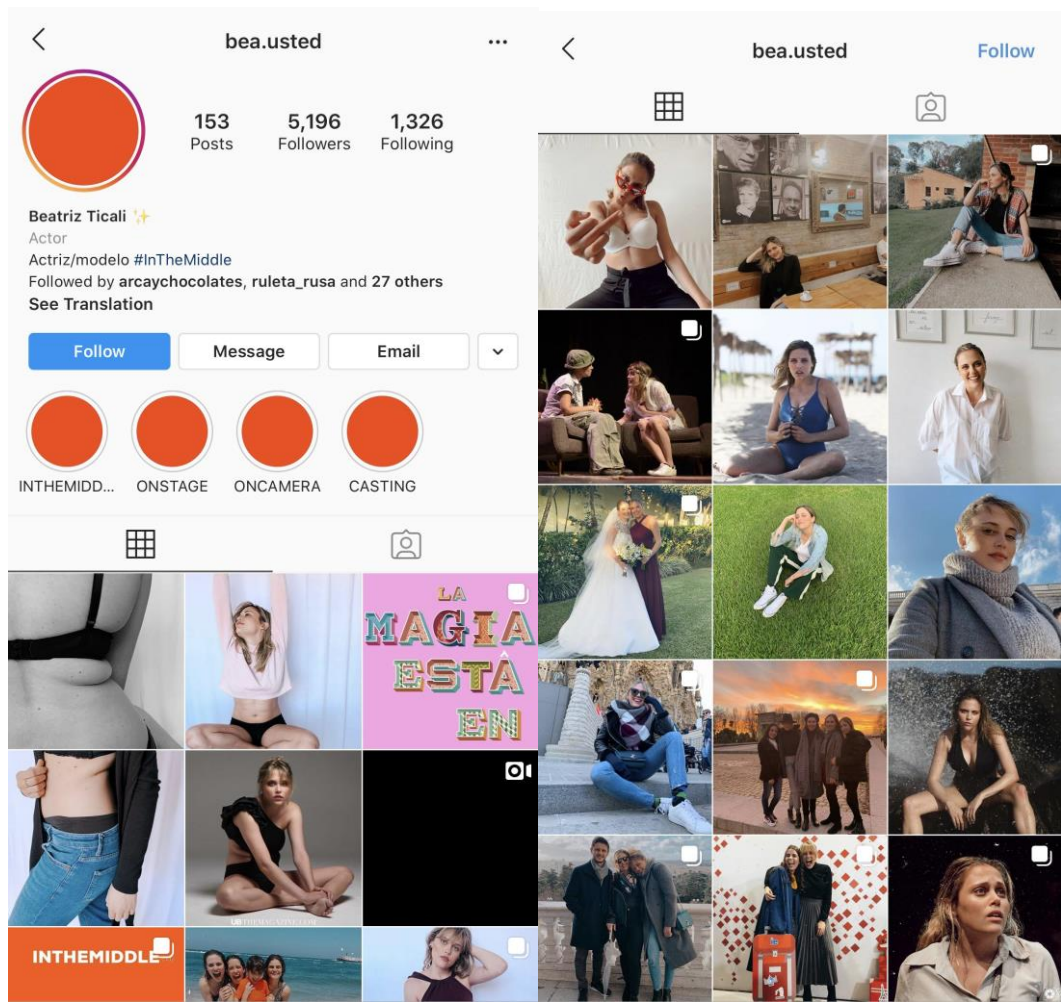 bea.usted
153 5,196 1,326
Posts Followers Following
Beatriz Ticali ✨
Actor
Actriz/modelo #InTheMiddle
Followed by arcaychocolates, ruleta_rusa and 27 others
See Translation
Follow Message Email
INTHEMIDD... ONSTAGE ONCAMERA CASTING
LA
MAGIA
ESTÂ
EN
INTHEMIDDLE
bea.usted Follow